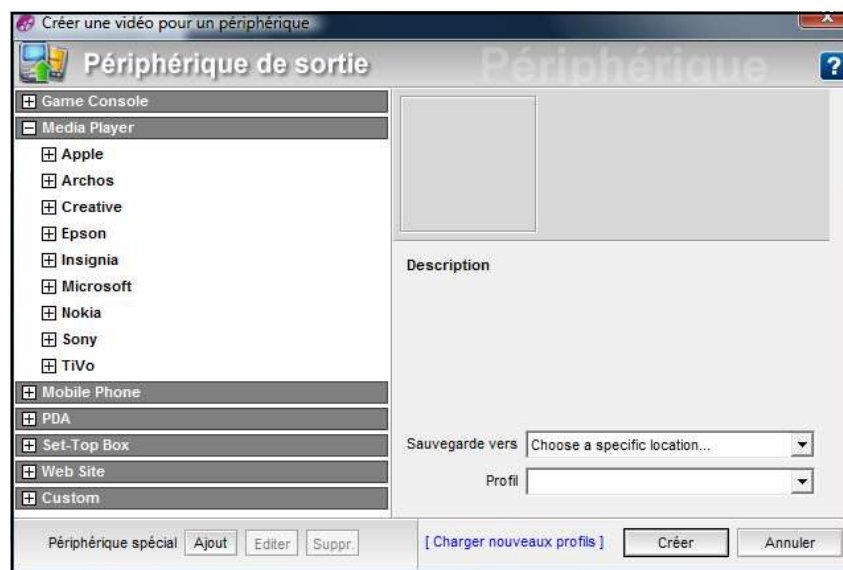 Créer une vidéo pour un périphérique
Périphérique de sortie
Périphérique
Game Console
Media Player
Apple
Archos
Creative
Epson
Insignia
Microsoft
Nokia
Sony
TiVo
Mobile Phone
PDA
Set-Top Box
Web Site
Custom
Description
Sauvegarde vers Choose a specific location...
Profil
Périphérique spécial Ajout Editer Suppr. [ Charger nouveaux profils ] Créer Annuler